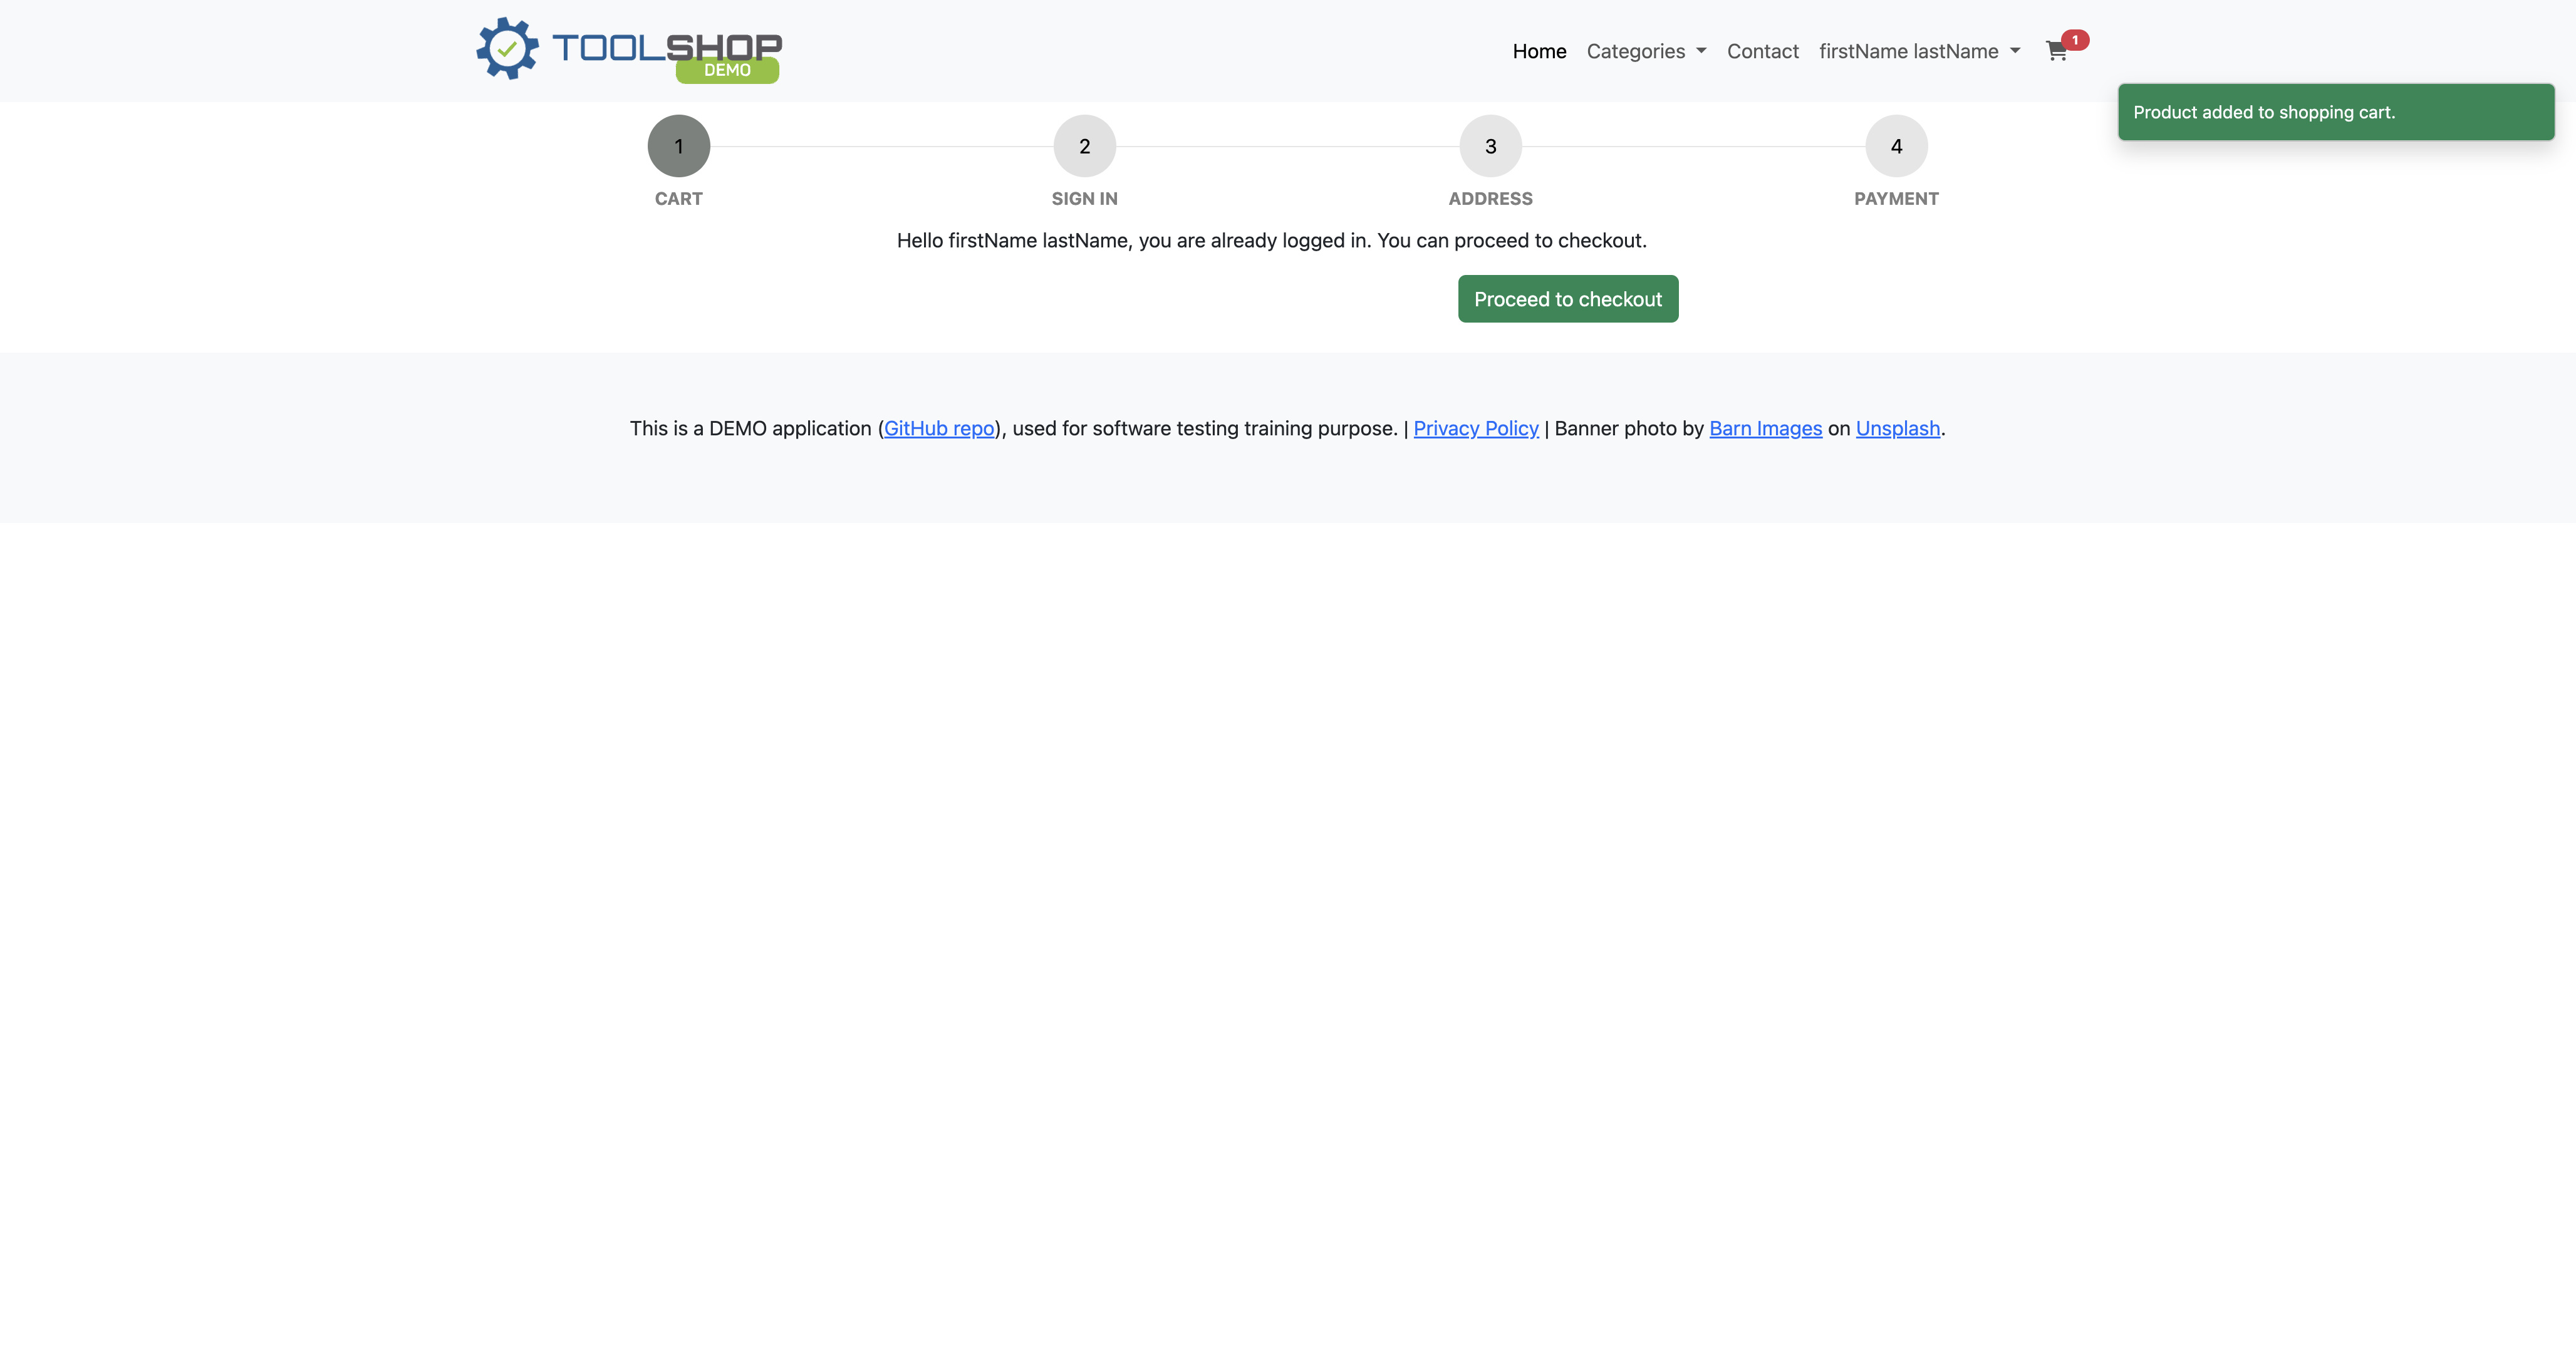 TOOLSHOP
DEMO
Home Categories Contact firstName lastName 1
Product added to shopping cart.
1 2 3 4
CART SIGN IN ADDRESS PAYMENT
Hello firstName lastName, you are already logged in. You can proceed to checkout.
Proceed to checkout
This is a DEMO application (GitHub repo), used for software testing training purpose. | Privacy Policy | Banner photo by Barn Images on Unsplash.